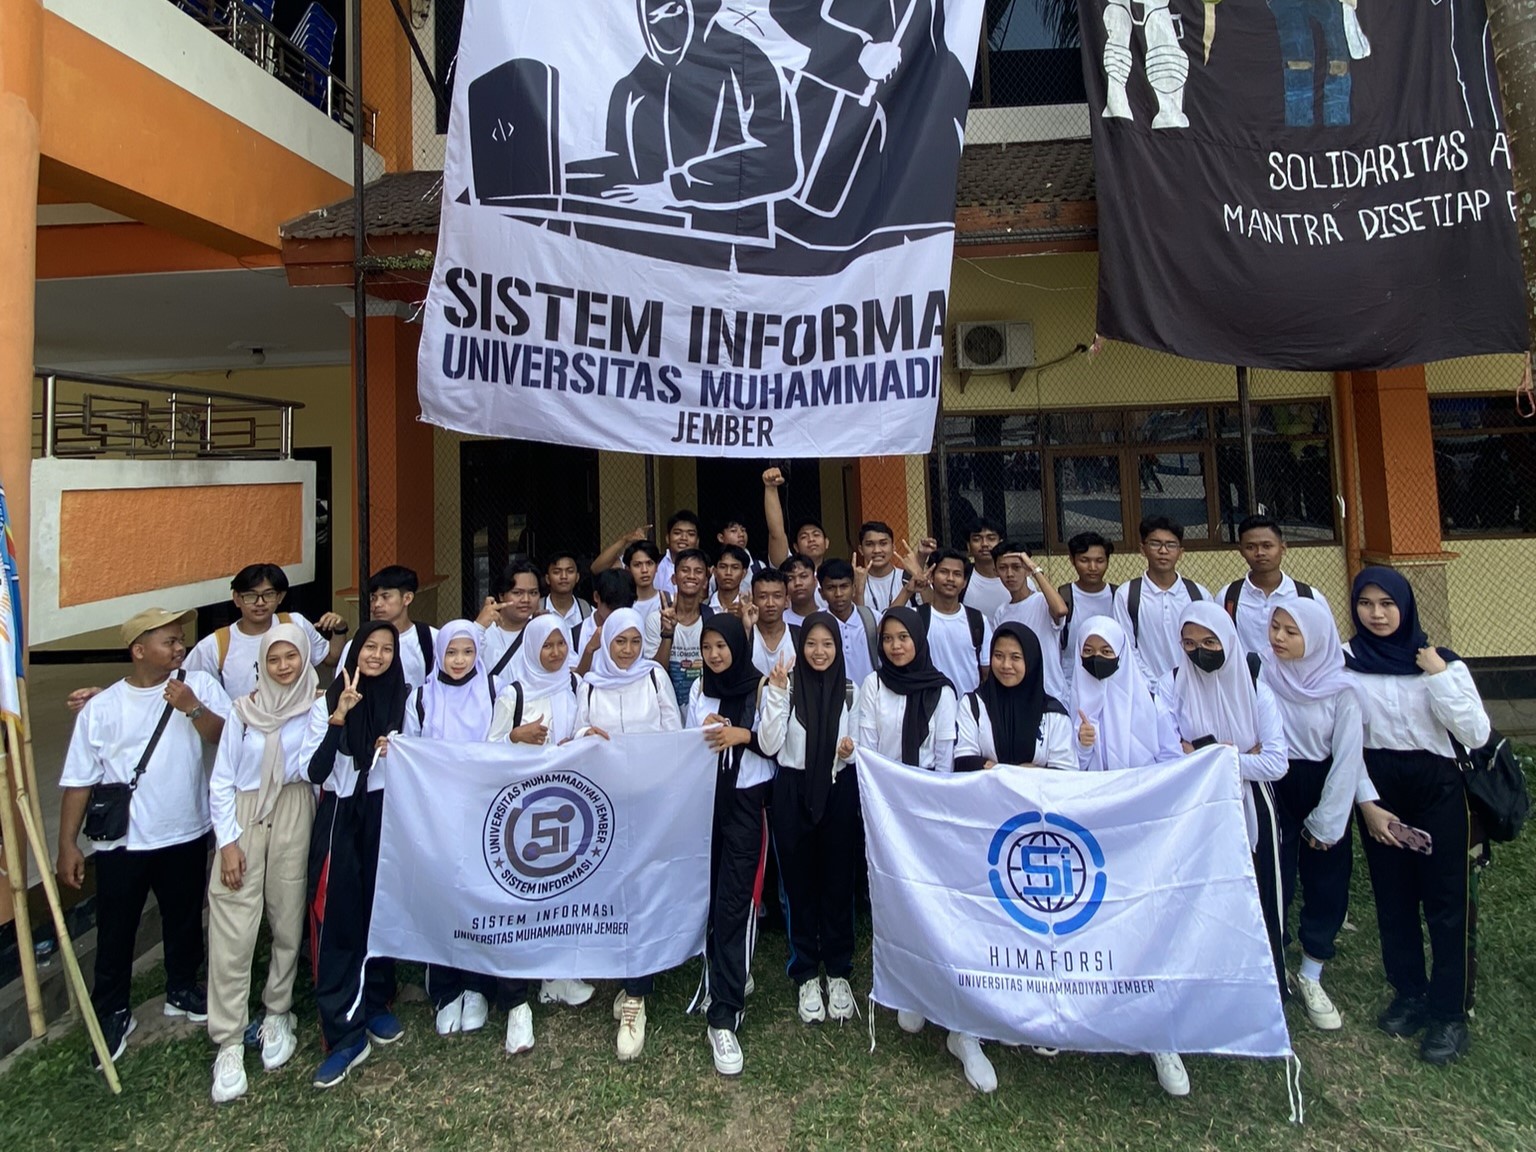 </>
SISTEM INFORMA
UNIVERSITAS MUHAMMADI
JEMBER
SOLIDARITAS A
MANTRA DISETIAP
UNIVERSITAS MUHAMMADIYAH JEMBER
Si
★ SISTEM INFORMASI ★
SISTEM INFORMASI
UNIVERSITAS MUHAMMADIYAH JEMBER
Si
HIMAFORSI
UNIVERSITAS MUHAMMADIYAH JEMBER